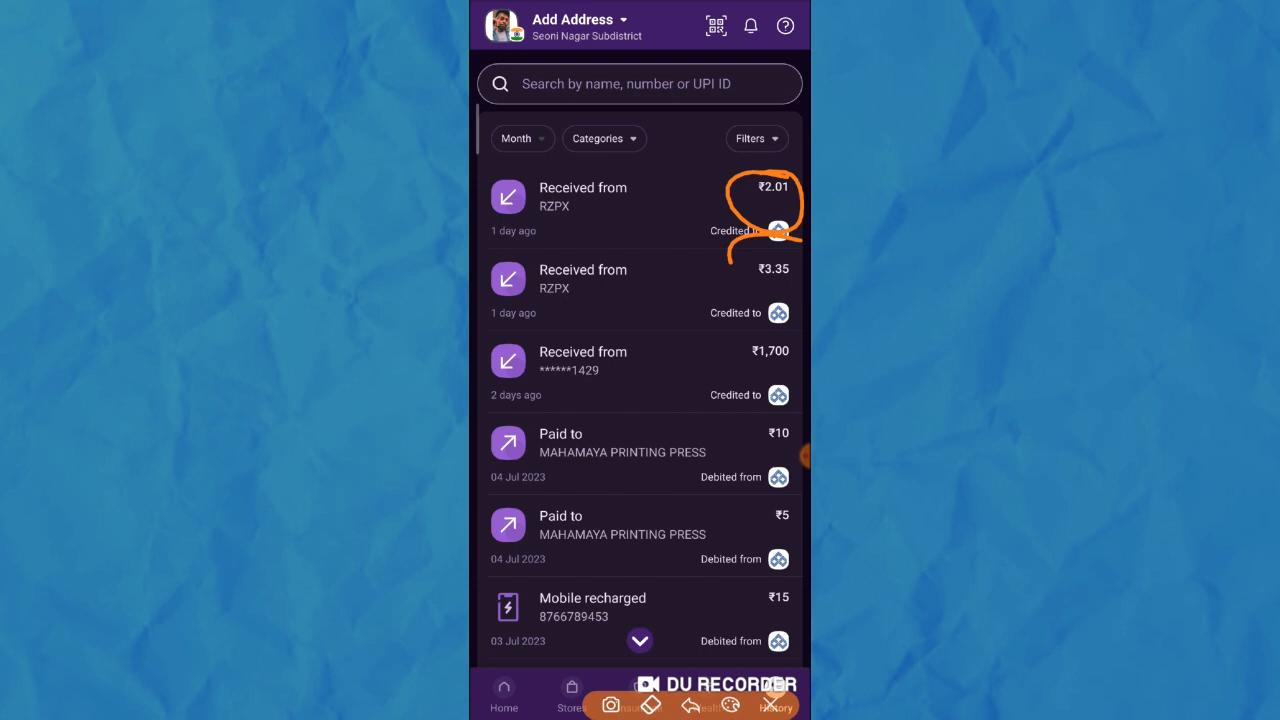 Add Address
Seoni Nagar Subdistrict
Search by name, number or UPI ID
Month
Categories
Filters
Received from
₹2.01
RZPX
1 day ago
Credited to
Received from
₹3.35
RZPX
1 day ago
Credited to
Received from
₹1,700
******1429
2 days ago
Credited to
Paid to
₹10
MAHAMAYA PRINTING PRESS
04 Jul 2023
Debited from
Paid to
₹5
MAHAMAYA PRINTING PRESS
04 Jul 2023
Debited from
Mobile recharged
₹15
8766789453
03 Jul 2023
Debited from
DU RECORDER
Home
Stores
History